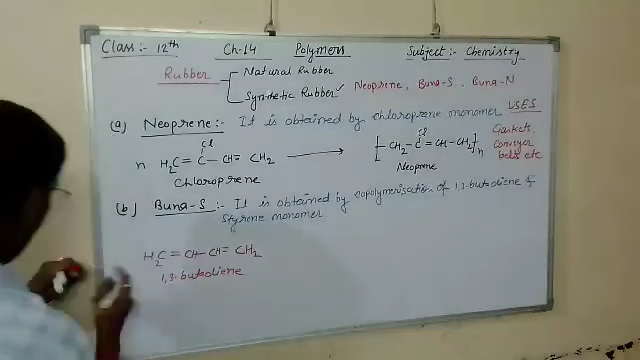 Class:- 12th Ch-14 Polymers Subject:- Chemistry
Rubber Natural Rubber
Synthetic Rubber✓ Neoprene, Buna-S, Buna-N
(a) Neoprene:- It is obtained by chloroprene monomer USES
Gaskets,
Conveyer
belts etc
Cl
n H2C = C - CH = CH2 → [ CH2 - C = CH - CH2 ]n
Cl
Chloroprene Neoprene
(b) Buna-S:- It is obtained by copolymerisation of 1,3-butadiene &
Styrene monomer
H2C = CH - CH = CH2
1,3-butadiene